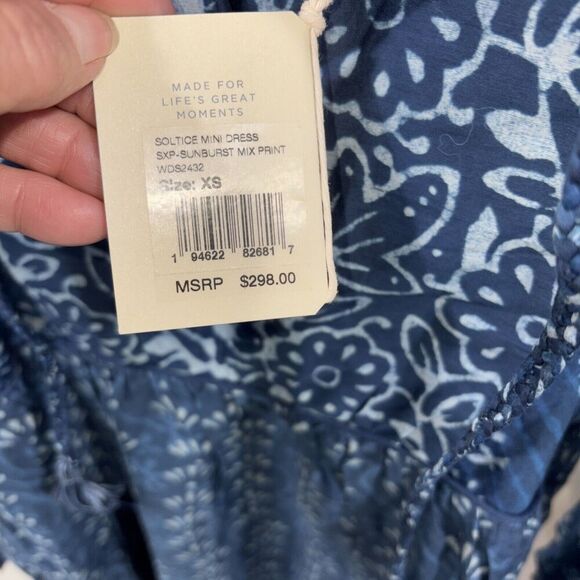 MADE FOR
LIFE'S GREAT
MOMENTS
SOLTICE MINI DRESS
SXP-SUNBURST MIX PRINT
WDS2432
Size: XS
1 94622 82681 7
MSRP $298.00